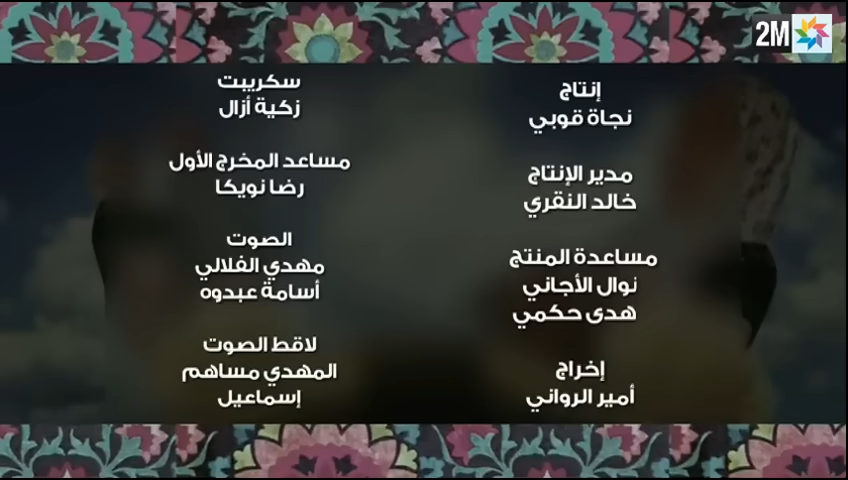 2M
إنتاج
نجاة قوبي
مدير الإنتاج
خالد النقري
مساعدة المنتج
نوال الأجاني
هدى حكمي
إخراج
أمير الرواني
سكريبت
زكية أزال
مساعد المخرج الأول
رضا نويكا
الصوت
مهدي الفلالي
أسامة عبدوه
لاقط الصوت
المهدي مساهم
إسماعيل